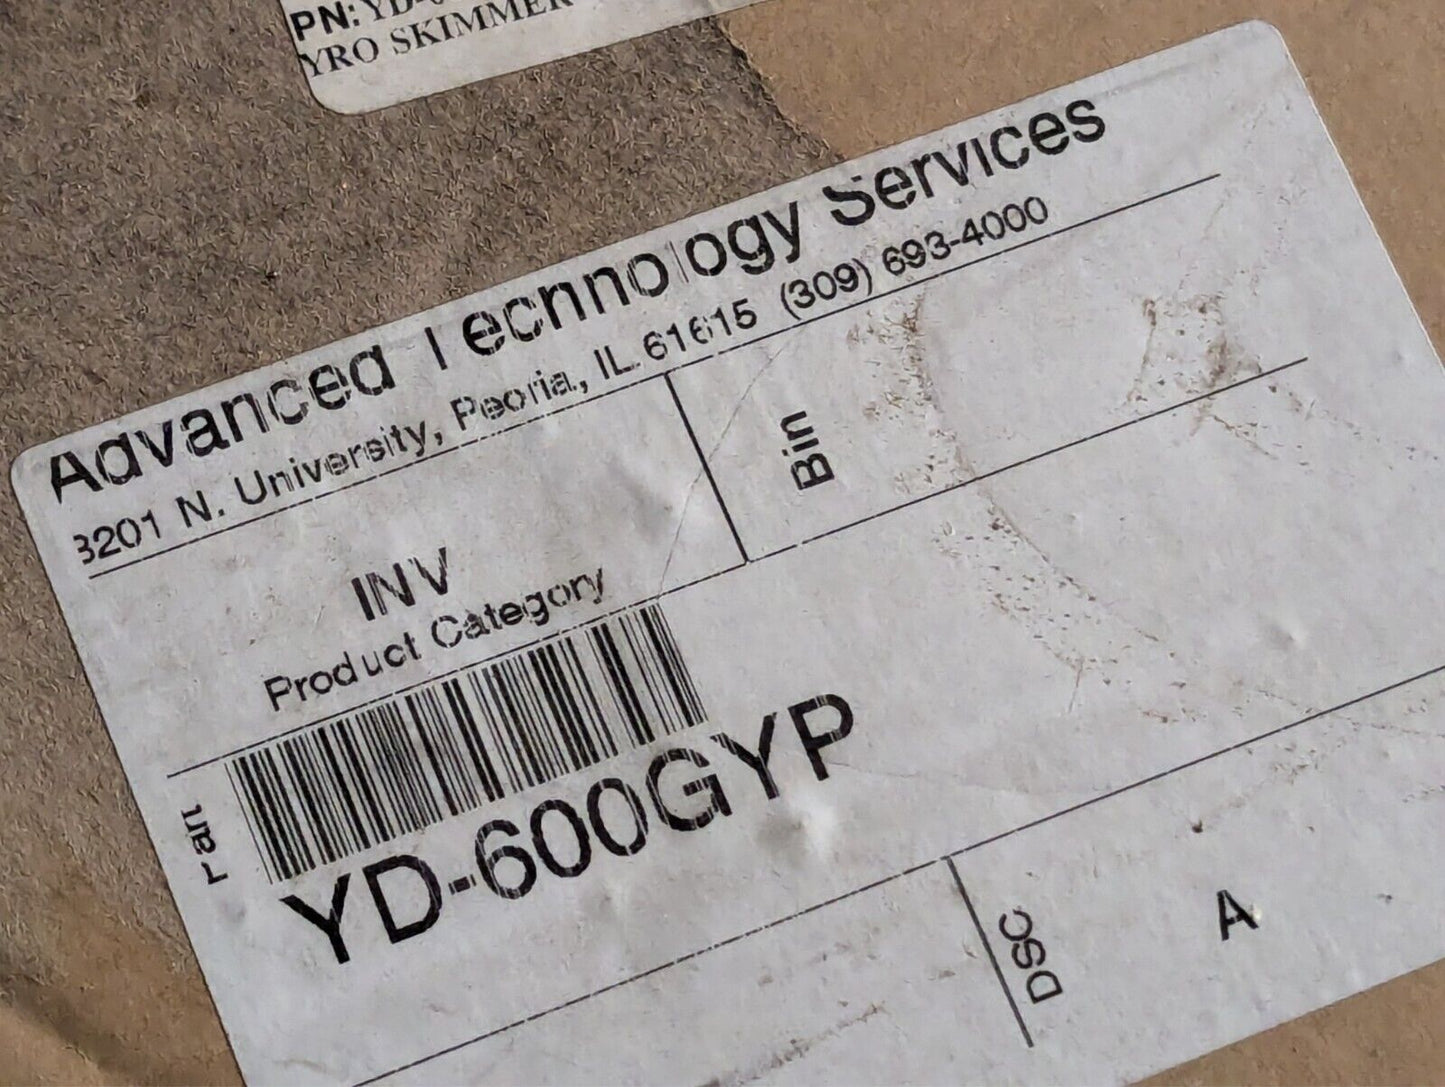 PN: YD-6
YRO SKIMMER
Advanced Technology Services
3201 N. University, Peoria, IL 61615 (309) 693-4000
Bin
INV
Product Category
YD-600GYP
DSC
A